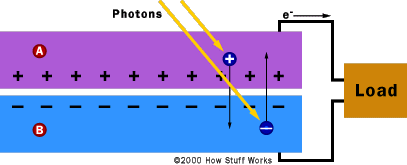 e-
Photons
A
+ + + + + + + + + +
+
− − − − − − − − − −
−
B
Load
©2000 How Stuff Works